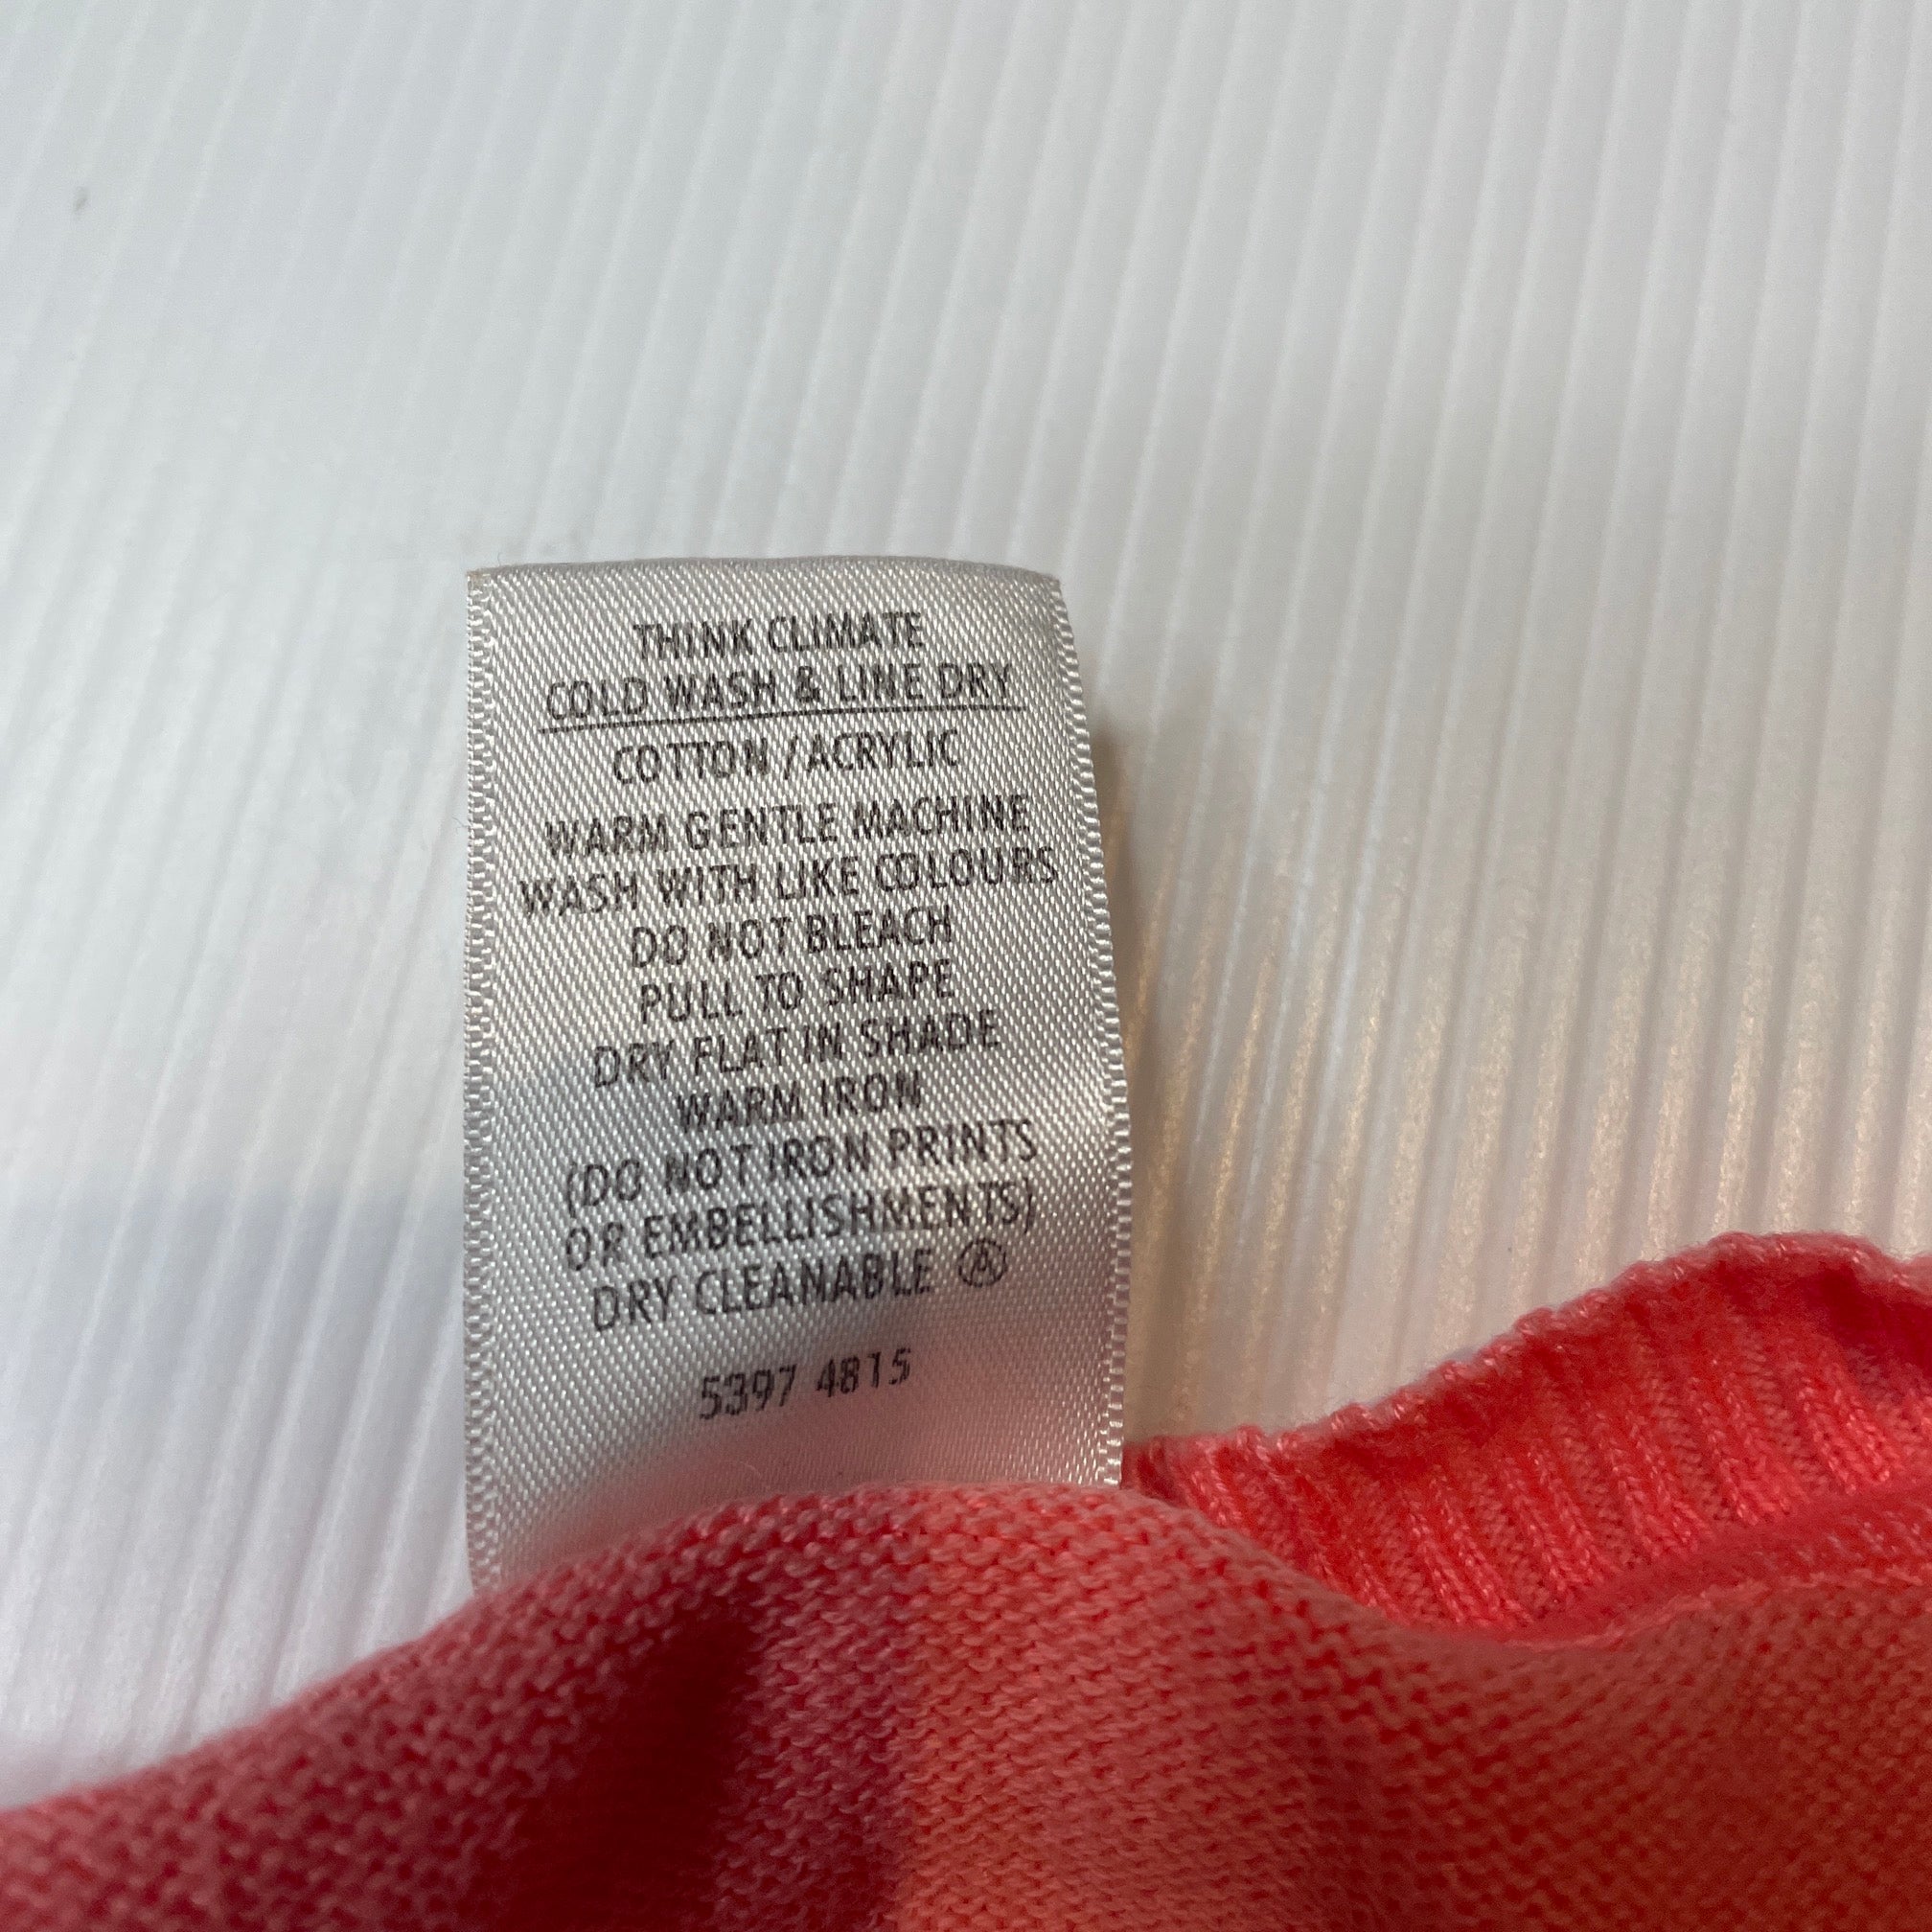 THINK CLIMATE
COLD WASH & LINE DRY
COTTON / ACRYLIC
WARM GENTLE MACHINE
WASH WITH LIKE COLOURS
DO NOT BLEACH
PULL TO SHAPE
DRY FLAT IN SHADE
WARM IRON
(DO NOT IRON PRINTS
OR EMBELLISHMENTS)
DRY CLEANABLE Ⓐ
5397 4815